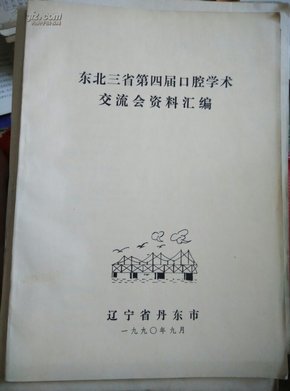 东北三省第四届口腔学术
交流会资料汇编
辽宁省丹东市
一九九〇年九月